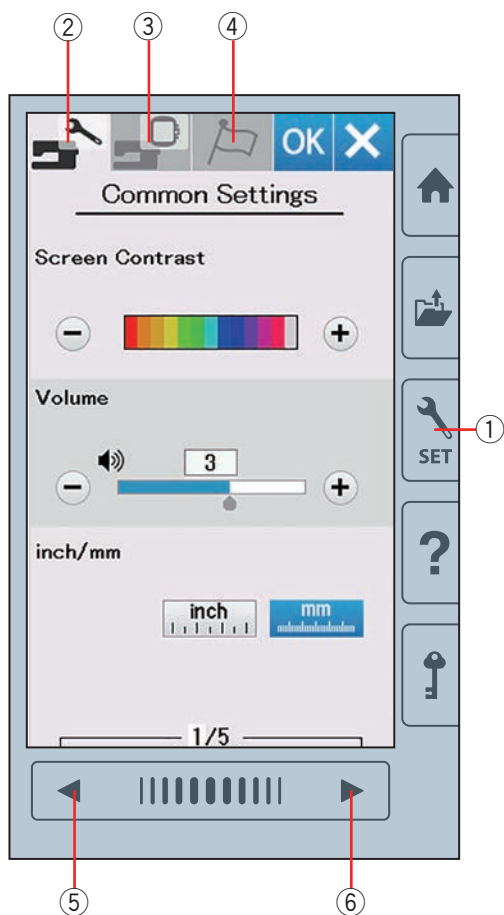 ② ③ ④
OK
Common Settings
Screen Contrast
− +
Volume
3
− +
inch/mm
inch mm
1/5
SET
?
①
⑤ ⑥